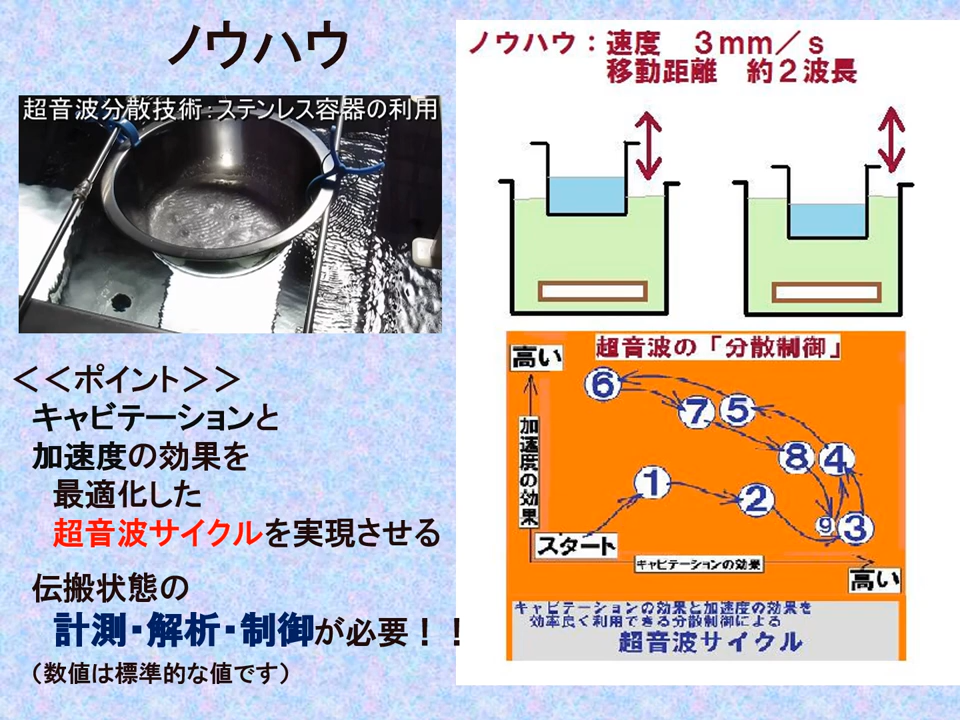 ノウハウ
超音波分散技術：ステンレス容器の利用
＜＜ポイント＞＞
キャビテーションと
加速度の効果を
最適化した
超音波サイクルを実現させる
伝搬状態の
計測・解析・制御が必要！！
（数値は標準的な値です）
ノウハウ：速度　３ｍｍ／ｓ
移動距離　約２波長
超音波の「分散制御」
高い
加速度の効果
6
7
5
8
4
1
2
9
3
スタート
キャビテーションの効果
高い
キャビテーションの効果と加速度の効果を
効率良く利用できる分散制御による
超音波サイクル